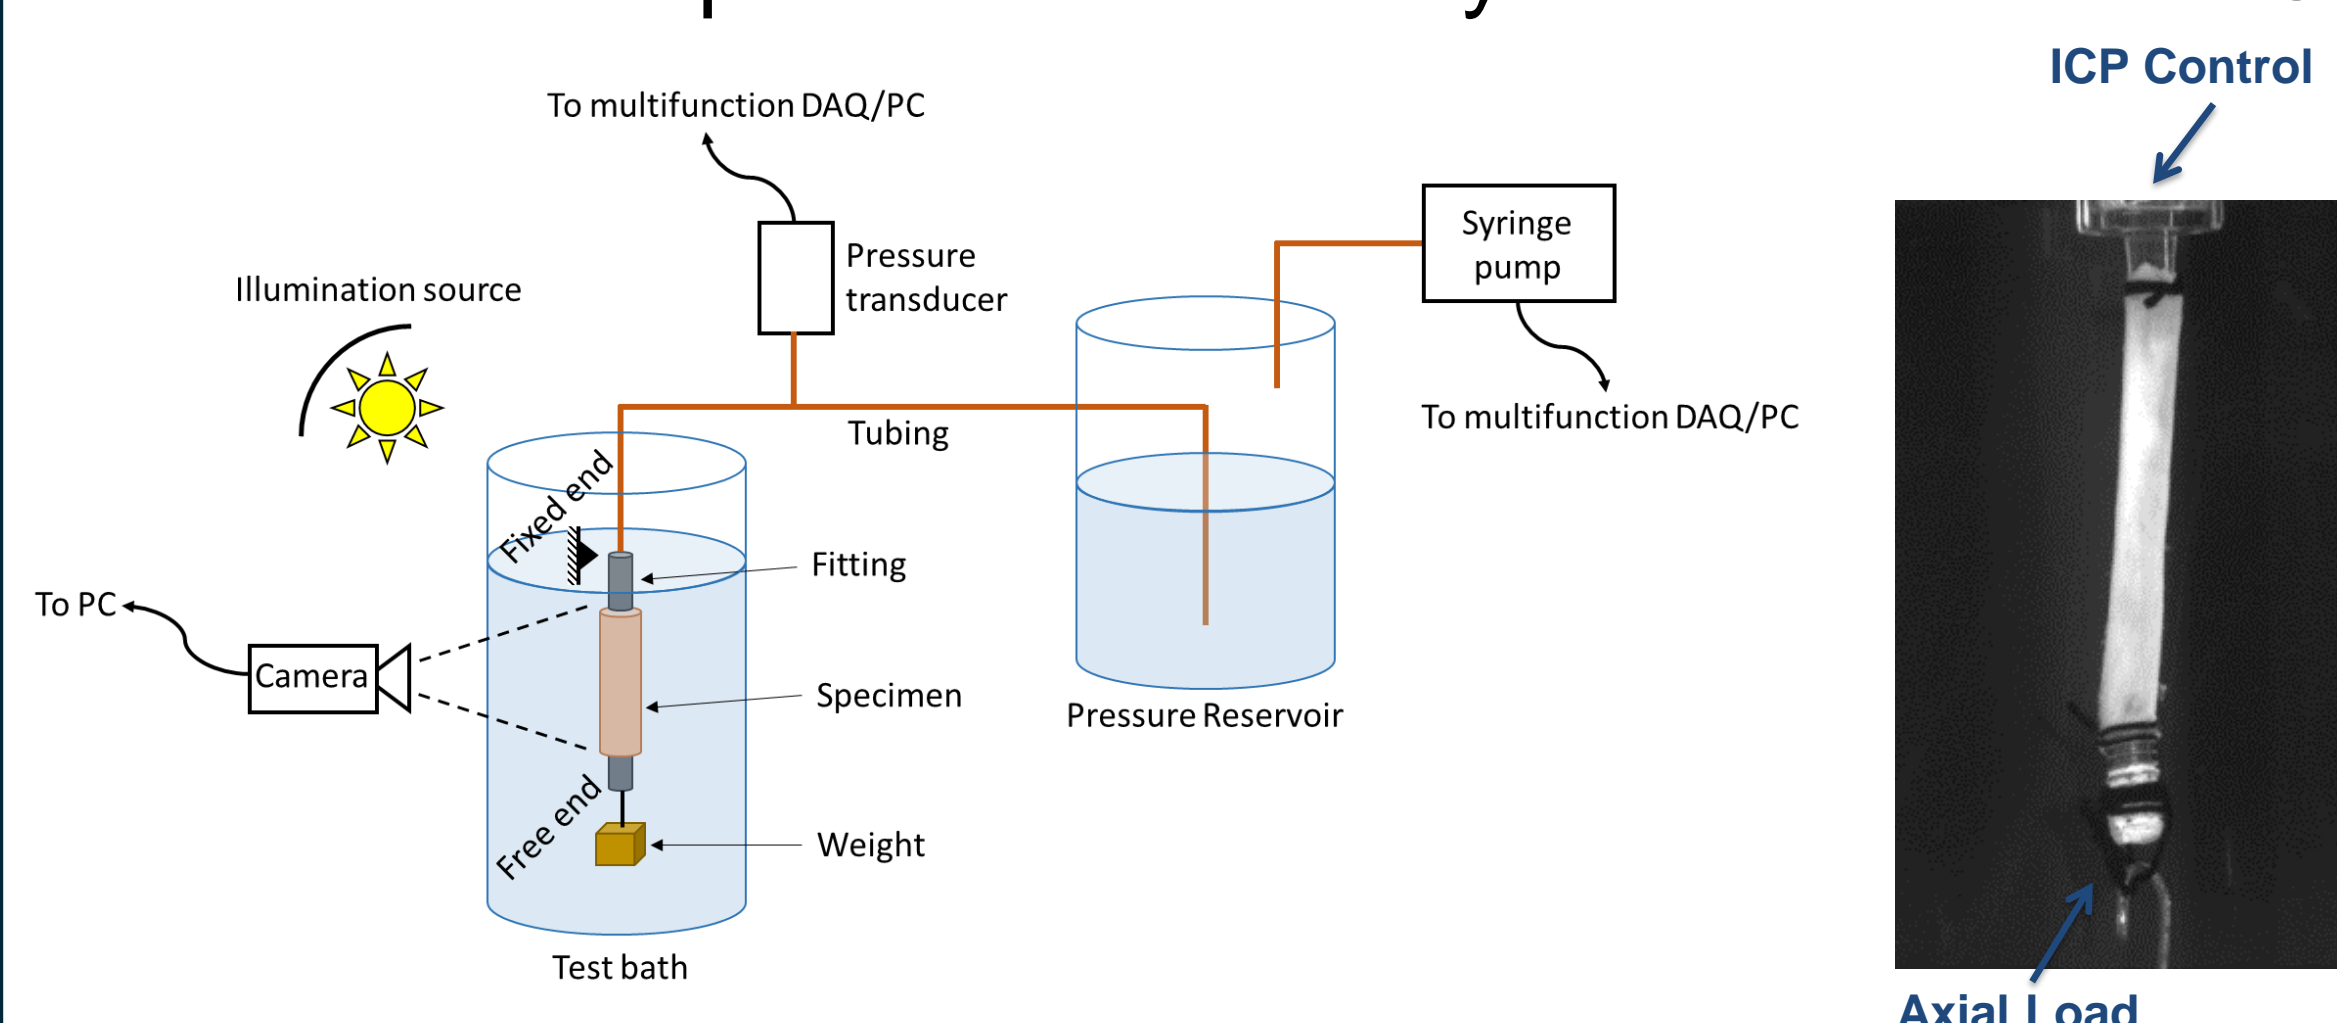 ICP Control
To multifunction DAQ/PC
Syringe
pump
Pressure
transducer
Illumination source
To multifunction DAQ/PC
Tubing
Fixed end
Fitting
To PC
Camera
Specimen
Pressure Reservoir
Free end
Weight
Test bath
Axial Load